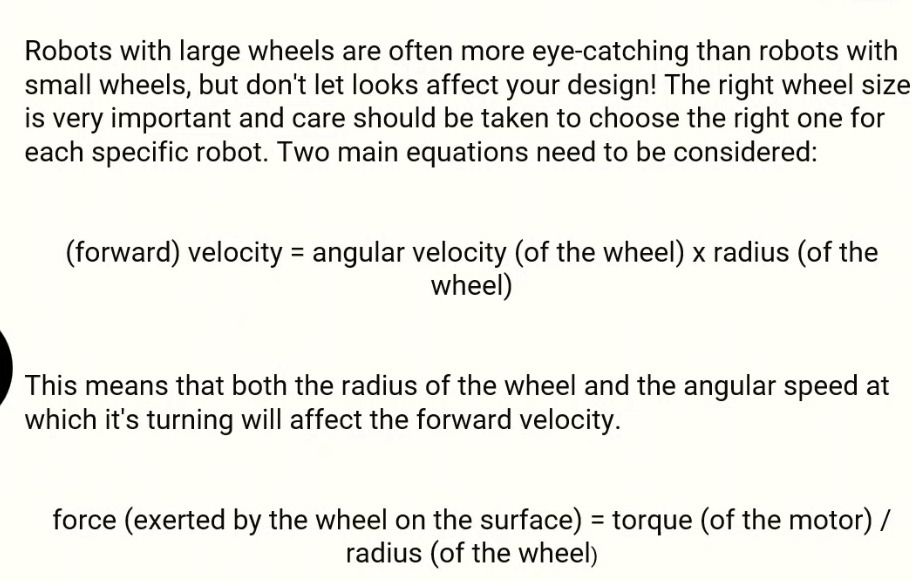 Robots with large wheels are often more eye-catching than robots with
small wheels, but don't let looks affect your design! The right wheel size
is very important and care should be taken to choose the right one for
each specific robot. Two main equations need to be considered:
(forward) velocity = angular velocity (of the wheel) x radius (of the
wheel)
This means that both the radius of the wheel and the angular speed at
which it's turning will affect the forward velocity.
force (exerted by the wheel on the surface) = torque (of the motor) /
radius (of the wheel)